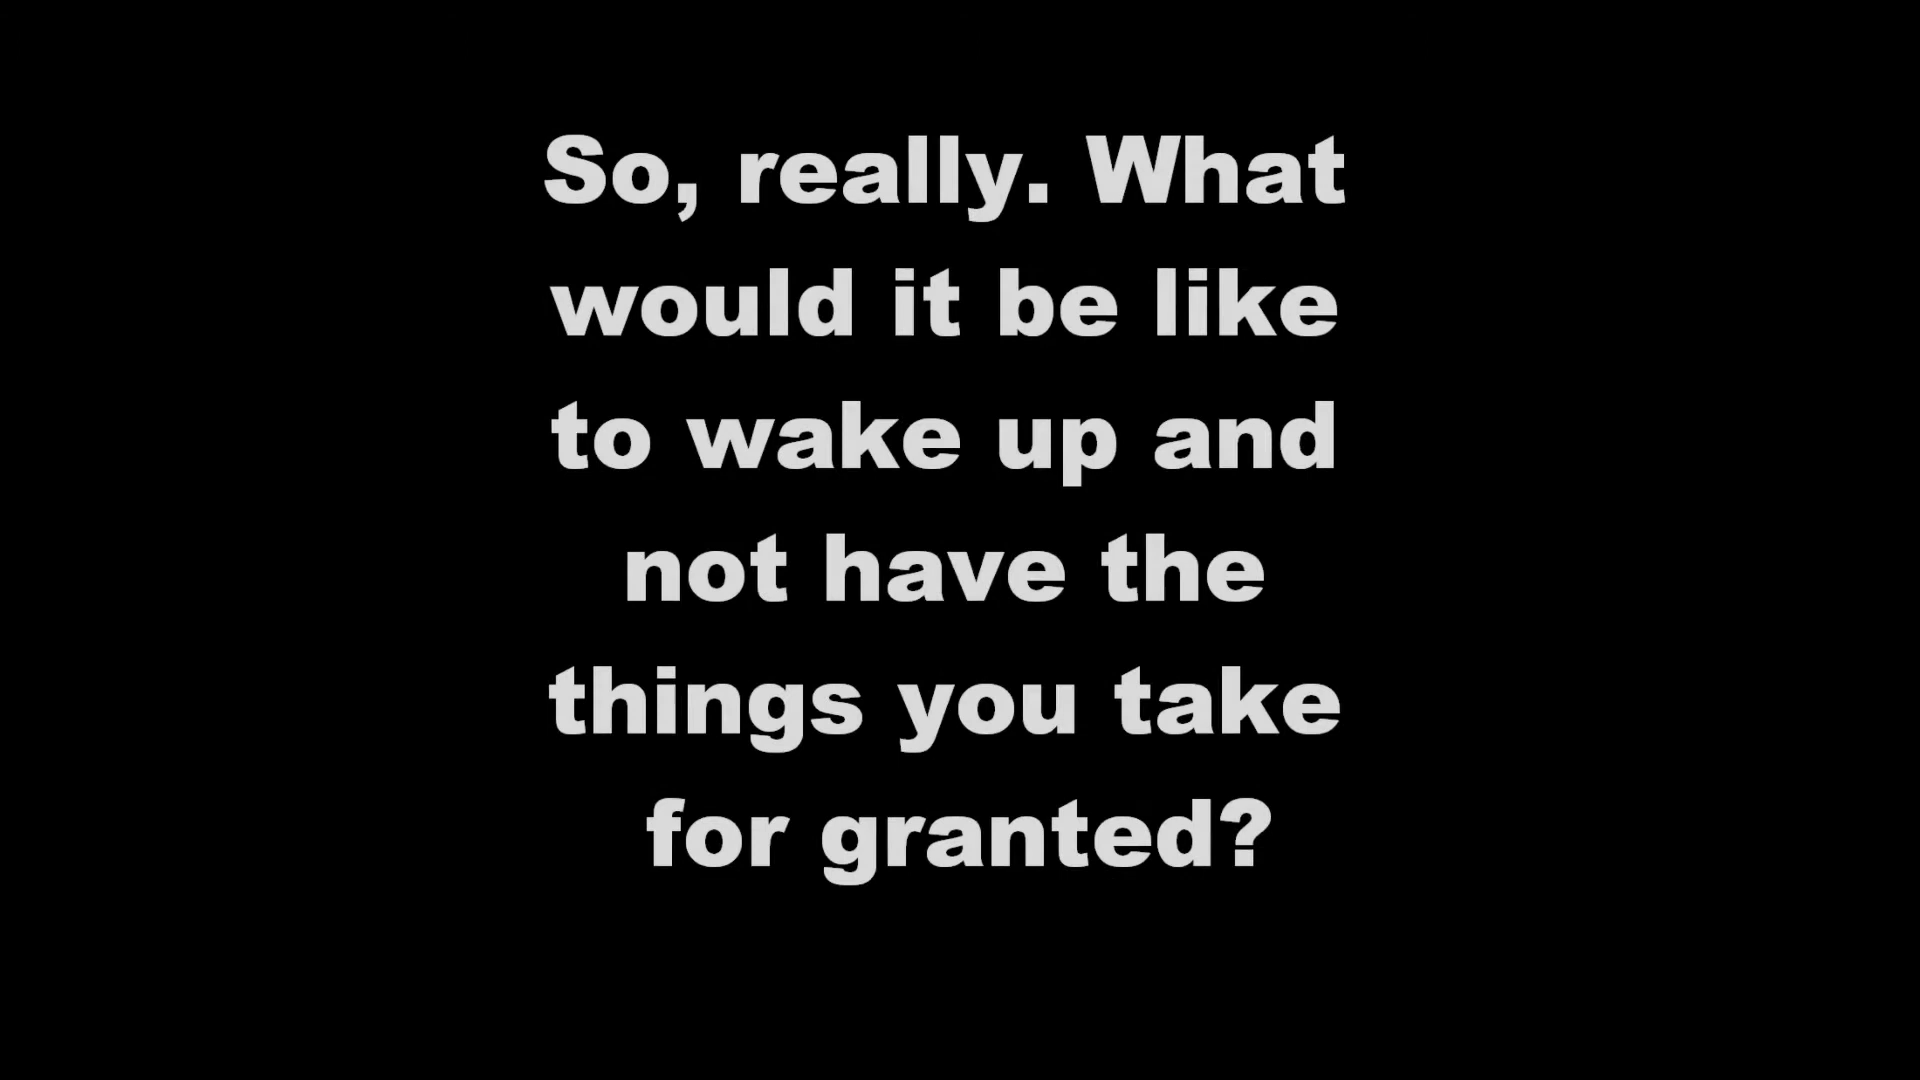 So, really. What
would it be like
to wake up and
not have the
things you take
for granted?